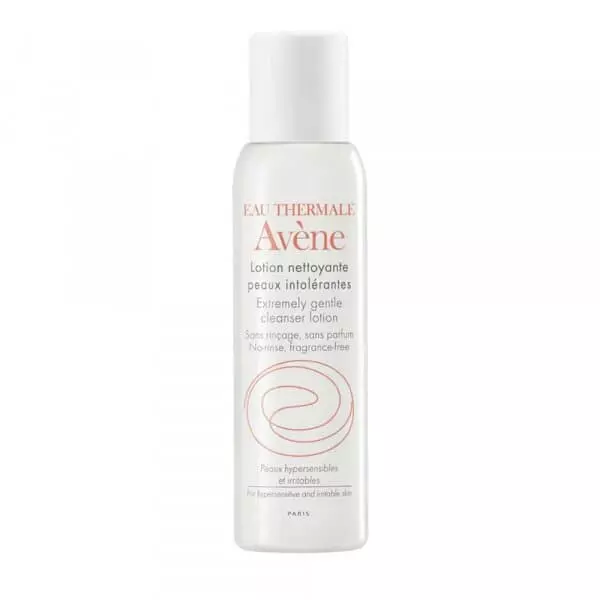 EAU THERMALE
Avène
Lotion nettoyante
peaux intolérantes
Extremely gentle
cleanser lotion
Sans rinçage, sans parfum
No-rinse, fragrance-free
Peaux hypersensibles
et irritables
For hypersensitive and irritable skin
PARIS